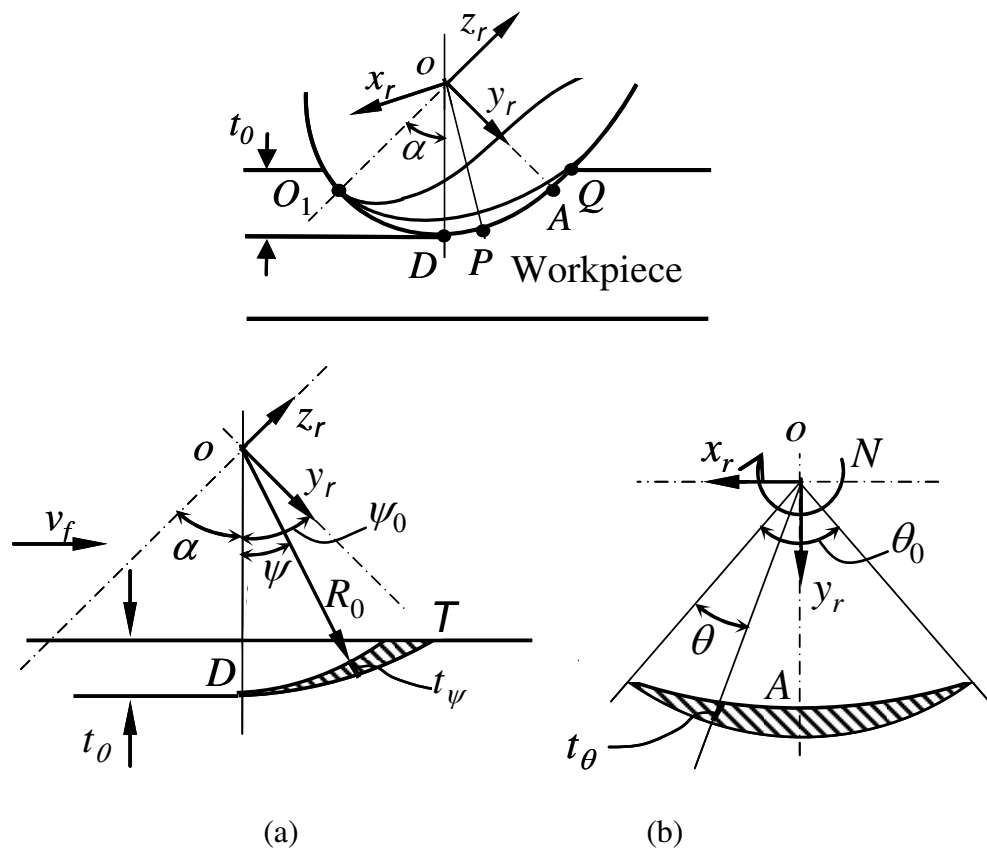 z_r
o
x_r
y_r
t_0
α
O_1
Q
A
D
P
Workpiece
z_r
o
y_r
ψ_0
v_f
α
ψ
R_0
T
D
t_ψ
t_0
o
x_r
N
θ_0
y_r
θ
A
t_θ
(a)
(b)